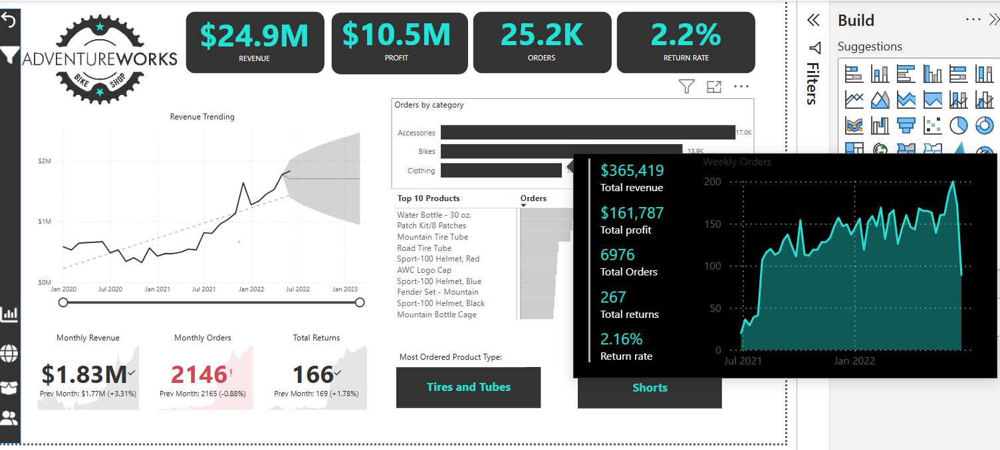 ADVENTUREWORKS
BIKE SHOP
$24.9M
REVENUE
$10.5M
PROFIT
25.2K
ORDERS
2.2%
RETURN RATE
Revenue Trending
$2M
$1M
$0M
Jan 2020 Jul 2020 Jan 2021 Jul 2021 Jan 2022 Jul 2022 Jan 2023
Orders by category
Accessories 17.0K
Bikes 13.9K
Clothing
Top 10 Products Orders
Water Bottle - 30 oz.
Patch Kit/8 Patches
Mountain Tire Tube
Road Tire Tube
Sport-100 Helmet, Red
AWC Logo Cap
Sport-100 Helmet, Blue
Fender Set - Mountain
Sport-100 Helmet, Black
Mountain Bottle Cage
$365,419
Total revenue
$161,787
Total profit
6976
Total Orders
267
Total returns
2.16%
Return rate
Weekly Orders
200
150
100
50
0
Jul 2021 Jan 2022
Monthly Revenue
$1.83M
Prev Month: $1.77M (+3.31%)
Monthly Orders
2146!
Prev Month: 2165 (-0.88%)
Total Returns
166
Prev Month: 169 (+1.78%)
Most Ordered Product Type:
Tires and Tubes
Shorts
Filters
Build
Suggestions